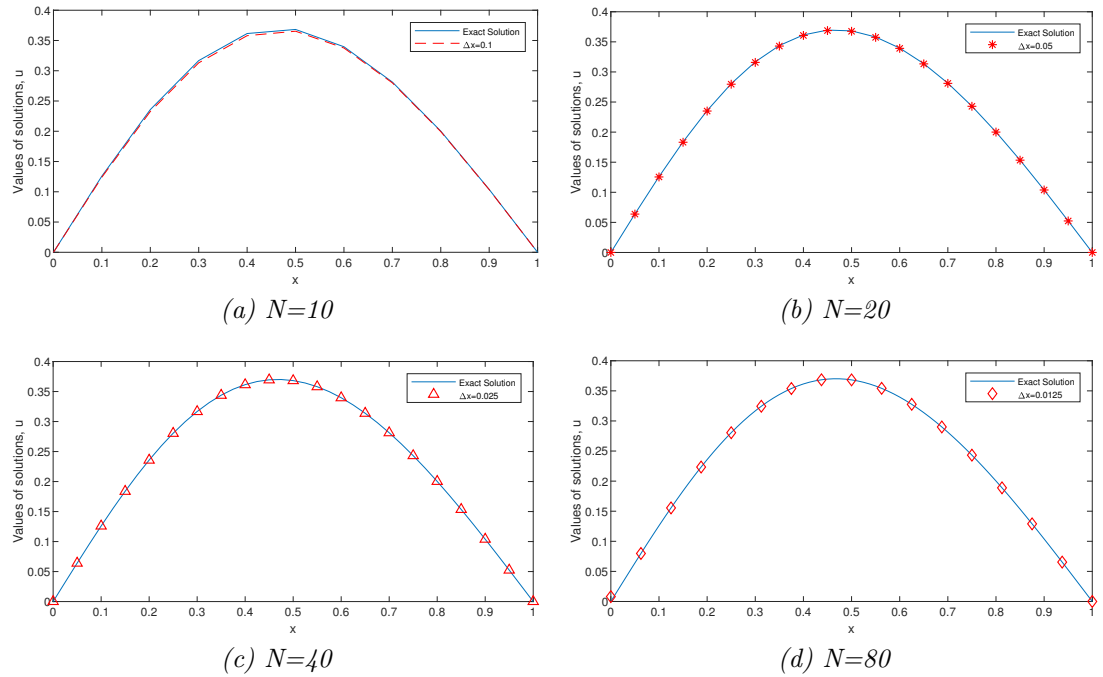 0.4
0.35
0.3
0.25
0.2
0.15
0.1
0.05
0
Values of solutions, u
Exact Solution
Δx=0.1
0 0.1 0.2 0.3 0.4 0.5 0.6 0.7 0.8 0.9 1
x
(a) N=10
0.4
0.35
0.3
0.25
0.2
0.15
0.1
0.05
0
Values of solutions, u
Exact Solution
Δx=0.05
0 0.1 0.2 0.3 0.4 0.5 0.6 0.7 0.8 0.9 1
x
(b) N=20
0.4
0.35
0.3
0.25
0.2
0.15
0.1
0.05
0
Values of solutions, u
Exact Solution
Δx=0.025
0 0.1 0.2 0.3 0.4 0.5 0.6 0.7 0.8 0.9 1
x
(c) N=40
0.4
0.35
0.3
0.25
0.2
0.15
0.1
0.05
0
Values of solutions, u
Exact Solution
Δx=0.0125
0 0.1 0.2 0.3 0.4 0.5 0.6 0.7 0.8 0.9 1
x
(d) N=80